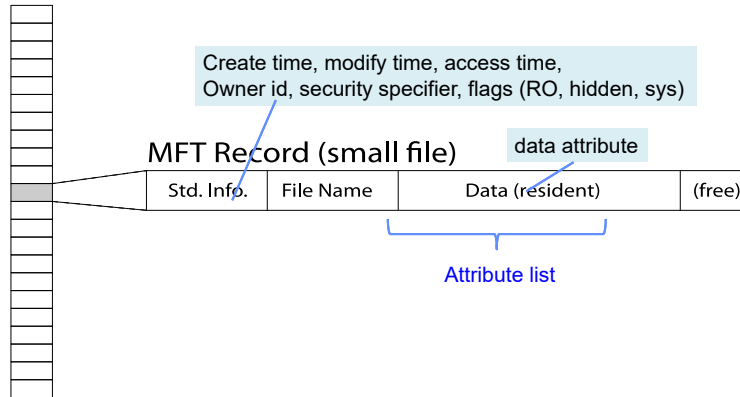 Create time, modify time, access time,
Owner id, security specifier, flags (RO, hidden, sys)
MFT Record (small file)
data attribute
Std. Info.
File Name
Data (resident)
(free)
Attribute list